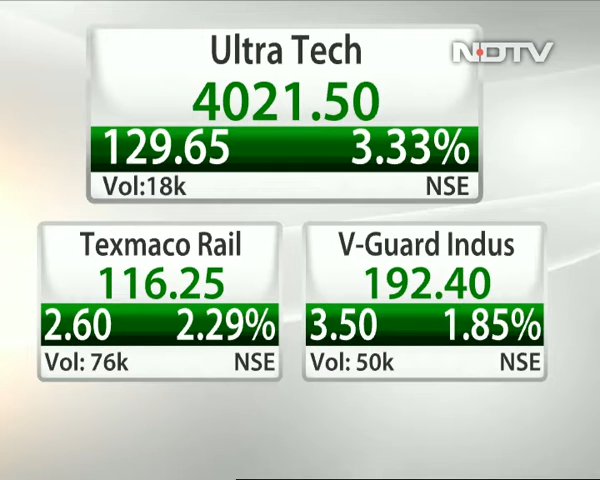 NDTV
Ultra Tech
4021.50
129.65 3.33%
Vol:18k NSE
Texmaco Rail
116.25
2.60 2.29%
Vol: 76k NSE
V-Guard Indus
192.40
3.50 1.85%
Vol: 50k NSE